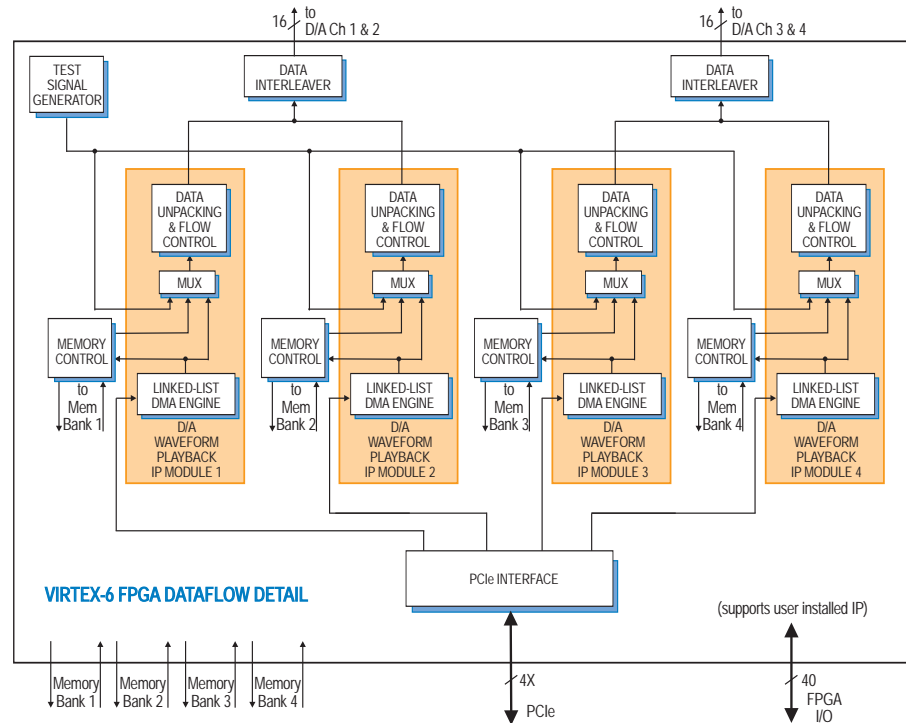 16
to
D/A Ch 1 & 2
16
to
D/A Ch 3 & 4
TEST
SIGNAL
GENERATOR
DATA
INTERLEAVER
DATA
INTERLEAVER
DATA
UNPACKING
& FLOW
CONTROL
DATA
UNPACKING
& FLOW
CONTROL
DATA
UNPACKING
& FLOW
CONTROL
DATA
UNPACKING
& FLOW
CONTROL
MUX
MUX
MUX
MUX
MEMORY
CONTROL
MEMORY
CONTROL
MEMORY
CONTROL
MEMORY
CONTROL
to
Mem
Bank 1
LINKED-LIST
DMA ENGINE
to
Mem
Bank 2
LINKED-LIST
DMA ENGINE
to
Mem
Bank 3
LINKED-LIST
DMA ENGINE
to
Mem
Bank 4
LINKED-LIST
DMA ENGINE
D/A
WAVEFORM
PLAYBACK
IP MODULE 1
D/A
WAVEFORM
PLAYBACK
IP MODULE 2
D/A
WAVEFORM
PLAYBACK
IP MODULE 3
D/A
WAVEFORM
PLAYBACK
IP MODULE 4
PCIe INTERFACE
VIRTEX-6 FPGA DATAFLOW DETAIL
(supports user installed IP)
Memory
Bank 1
Memory
Bank 2
Memory
Bank 3
Memory
Bank 4
4X
PCIe
40
FPGA
I/O